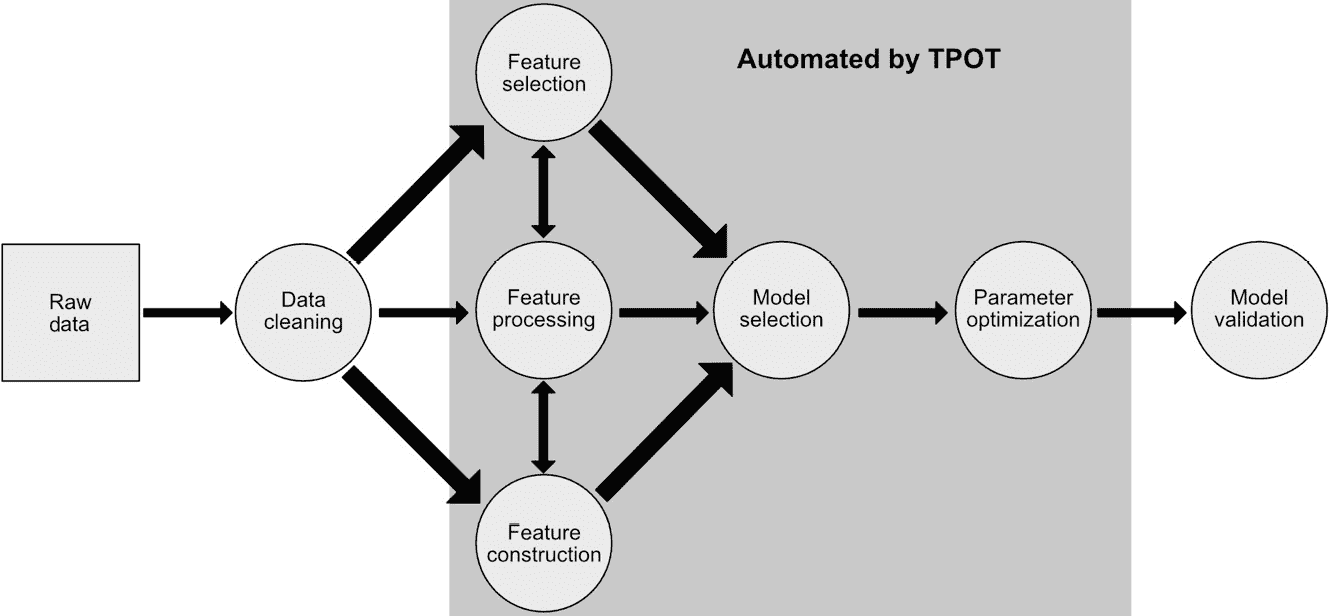 Automated by TPOT
Feature
selection
Raw
data
Data
cleaning
Feature
processing
Model
selection
Parameter
optimization
Model
validation
Feature
construction